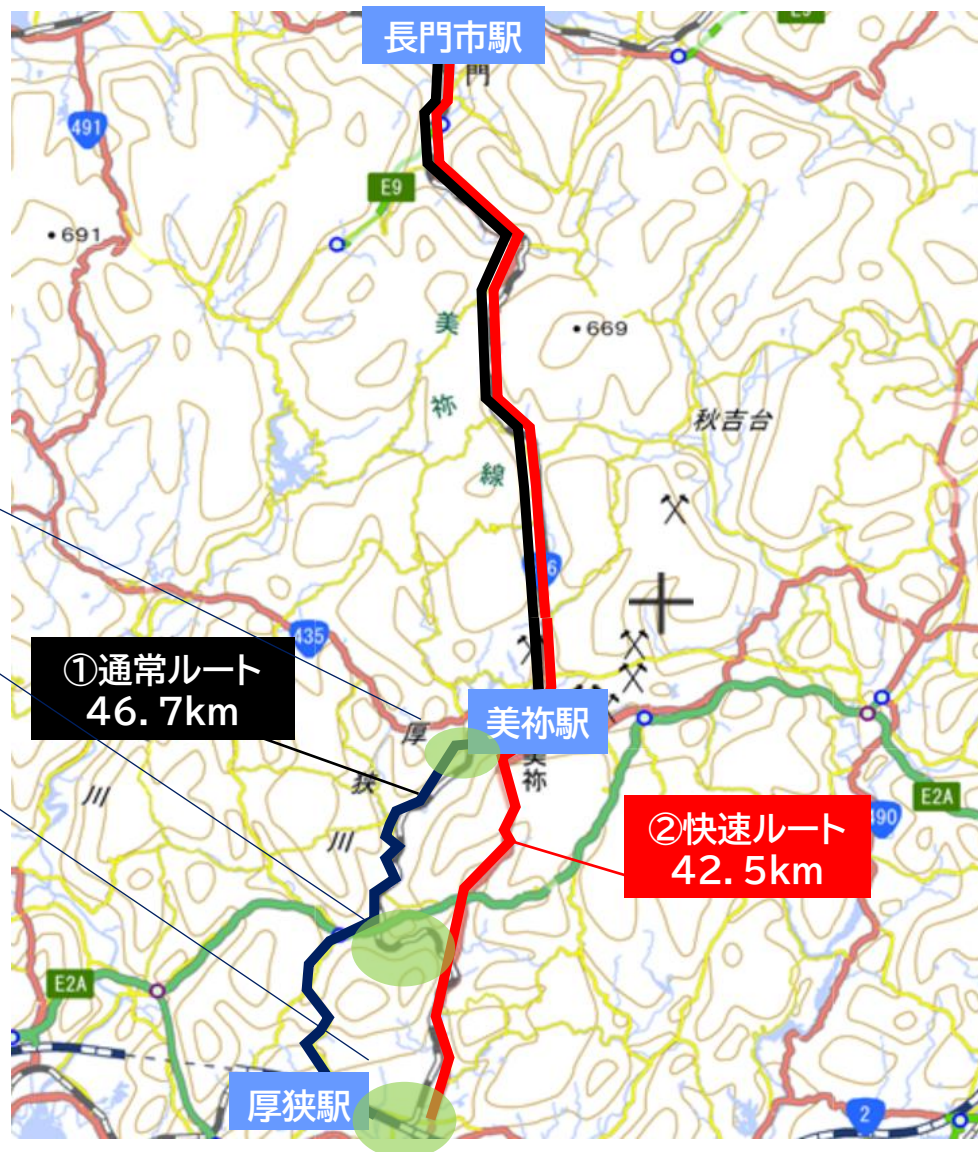 長門市駅
門
E9
491
E9
・691
・669
美
祢
線
秋吉台
6
435
①通常ルート
46.7km
美祢駅
厚
狭
川
川
美祢
E2A
490
②快速ルート
42.5km
E2A
厚狭駅
2